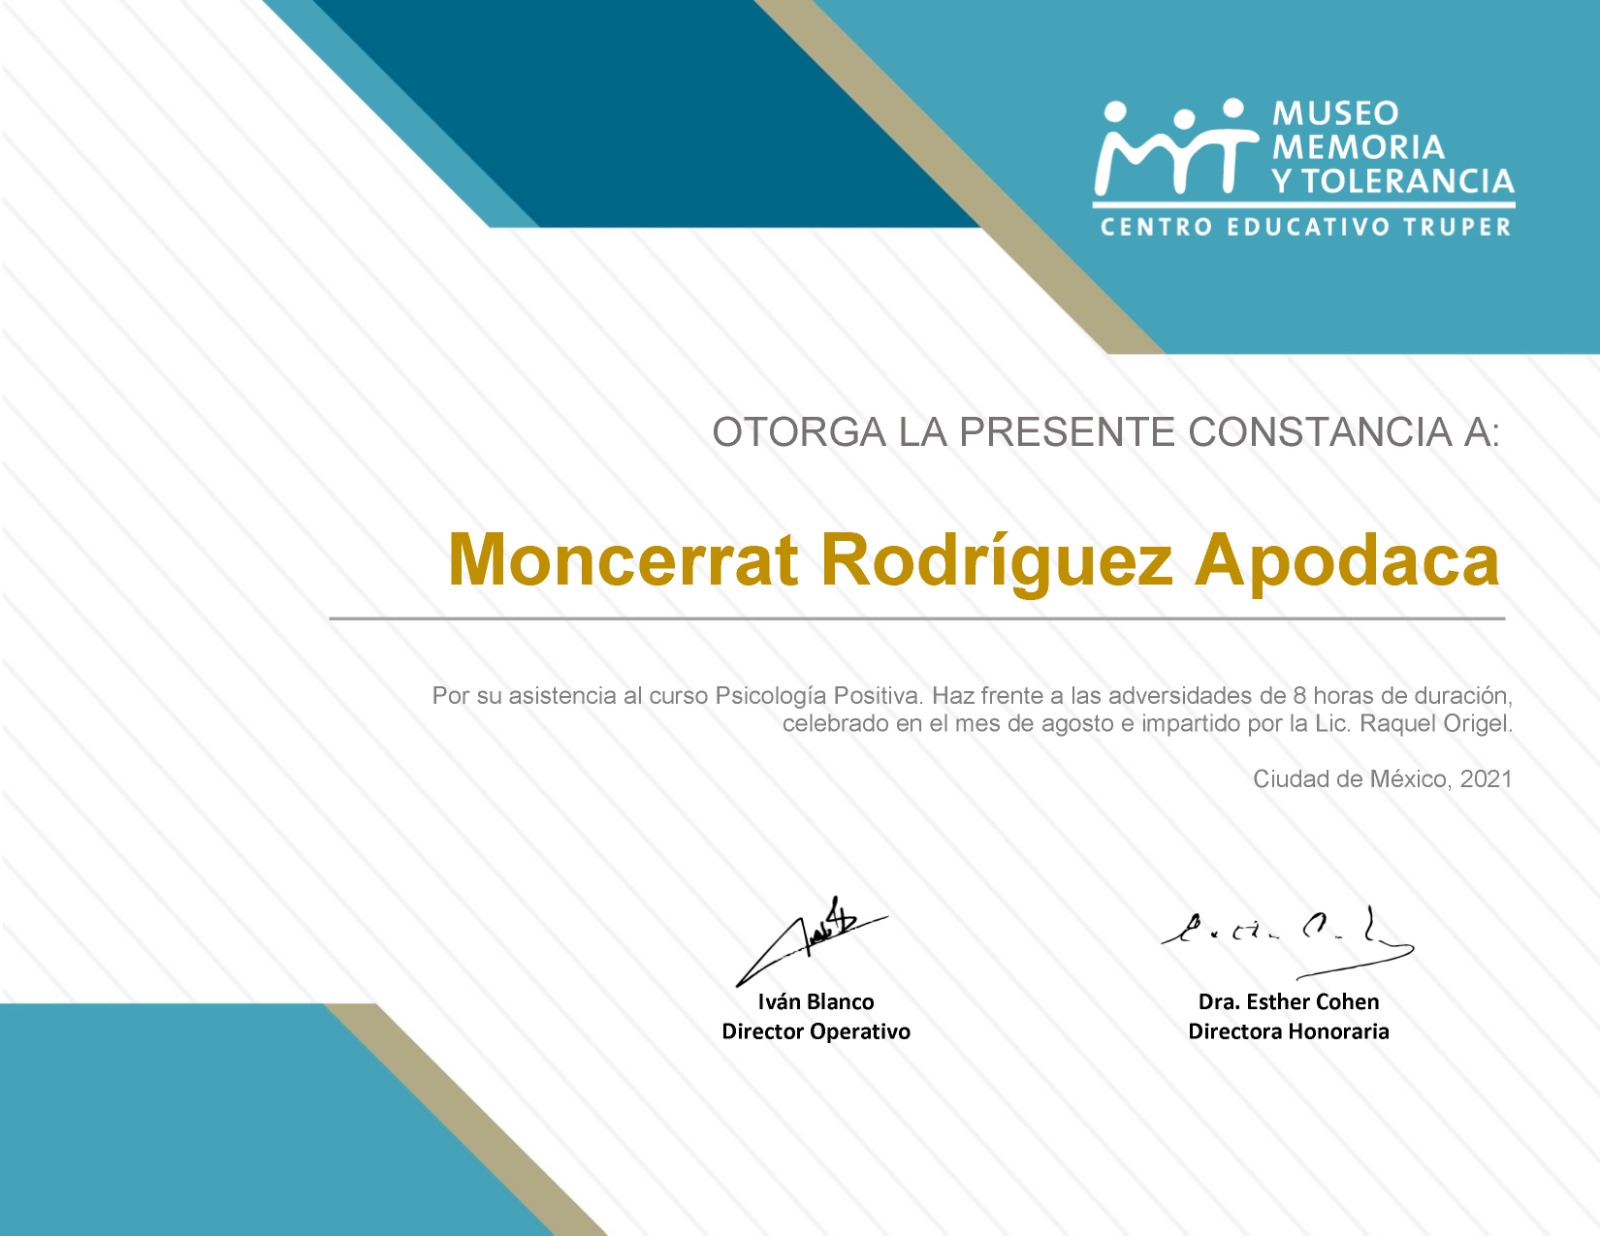 MUSEO
MEMORIA
Y TOLERANCIA
CENTRO EDUCATIVO TRUPER
OTORGA LA PRESENTE CONSTANCIA A:
Moncerrat Rodríguez Apodaca
Por su asistencia al curso Psicología Positiva. Haz frente a las adversidades de 8 horas de duración,
celebrado en el mes de agosto e impartido por la Lic. Raquel Origel.
Ciudad de México, 2021
Iván Blanco
Director Operativo
Dra. Esther Cohen
Directora Honoraria